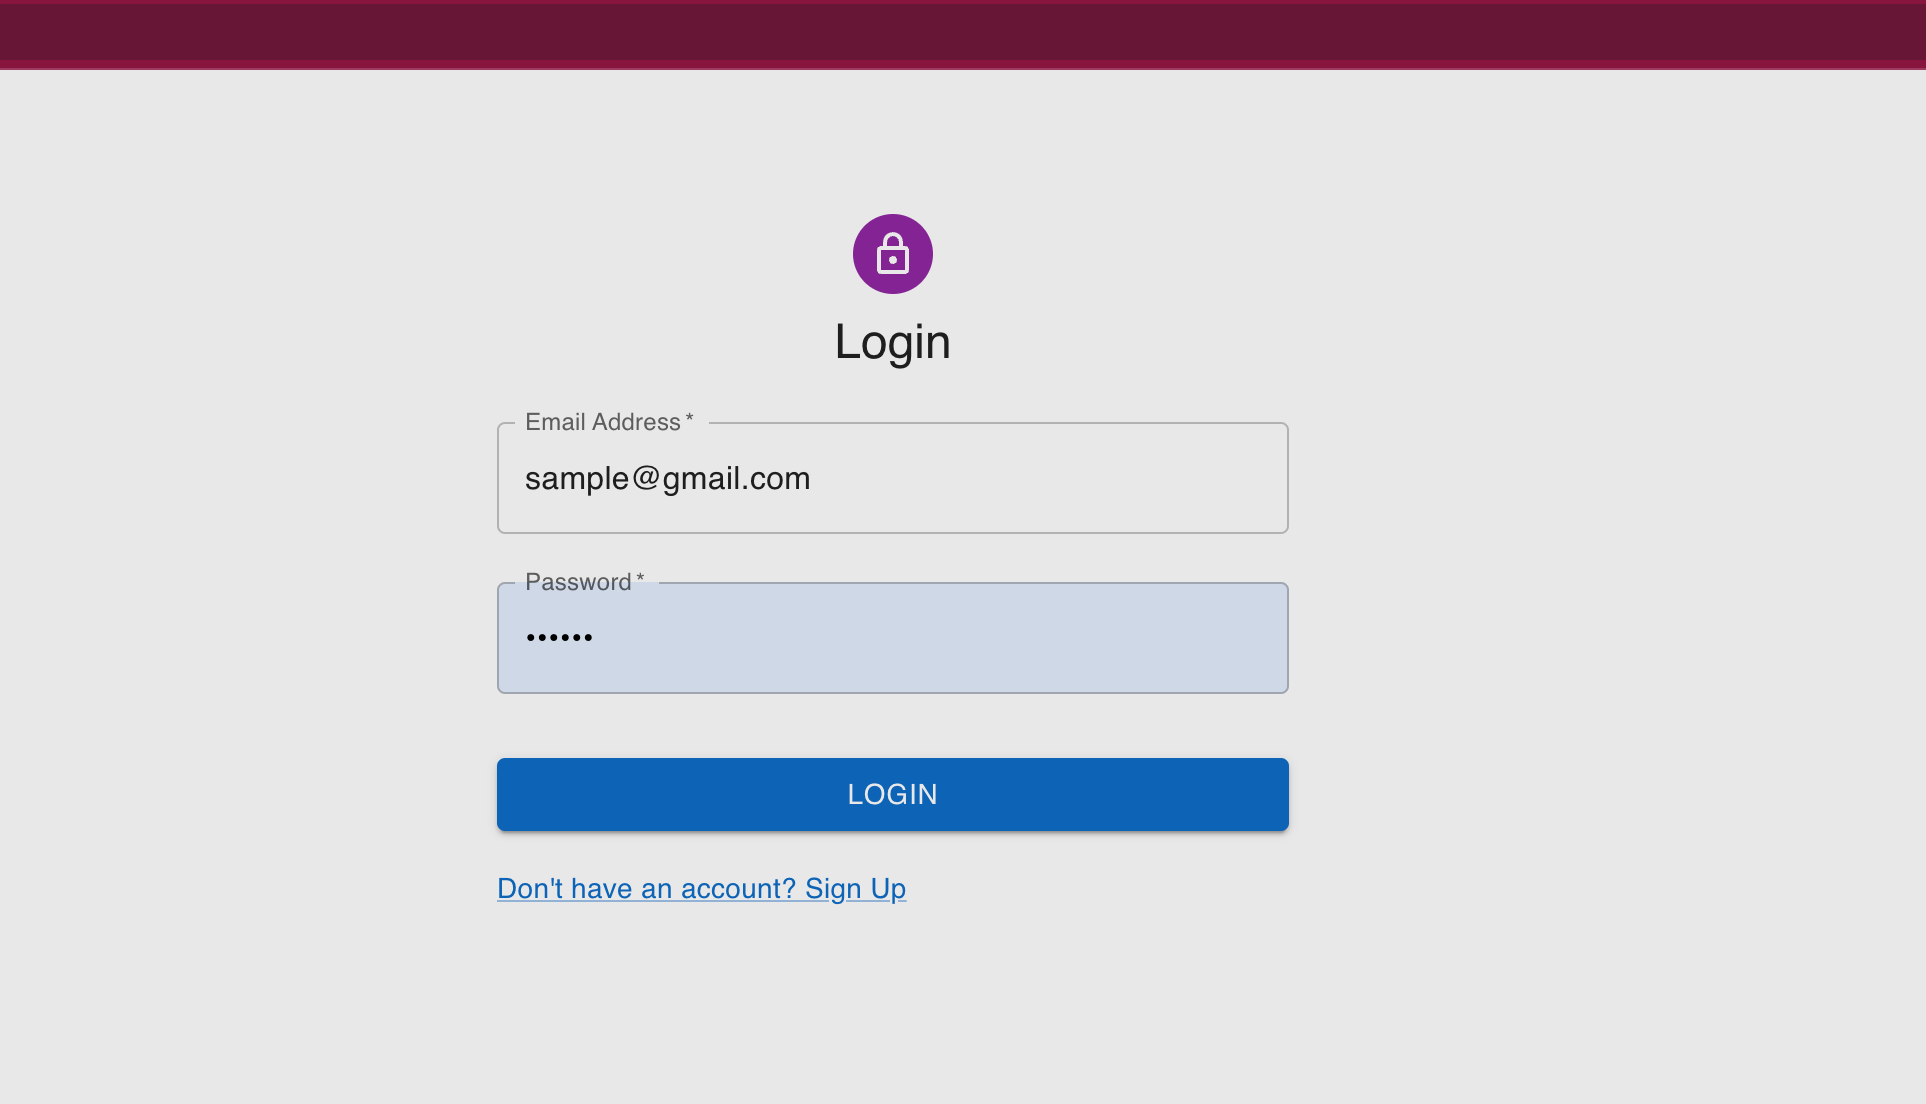 Login
Email Address *
sample@gmail.com
Password *
••••••
LOGIN
Don't have an account? Sign Up